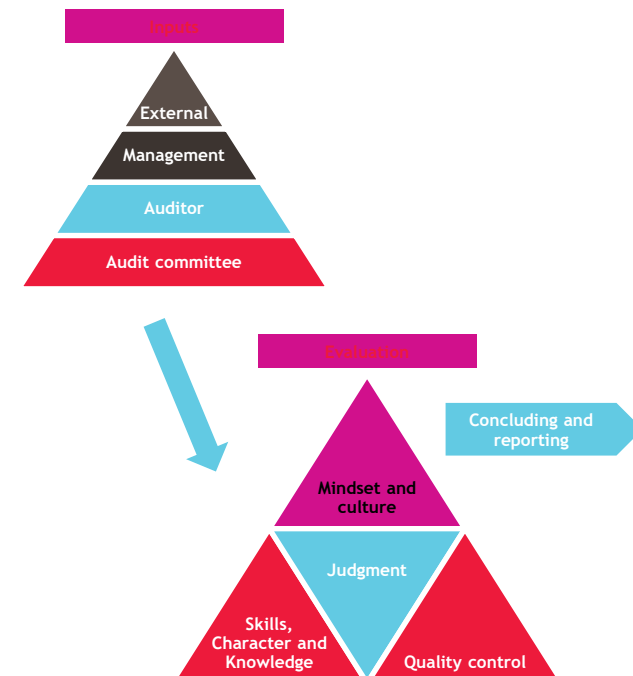 Inputs
External
Management
Auditor
Audit committee
Evaluation
Concluding and
reporting
Mindset and
culture
Judgment
Skills,
Character and
Knowledge
Quality control